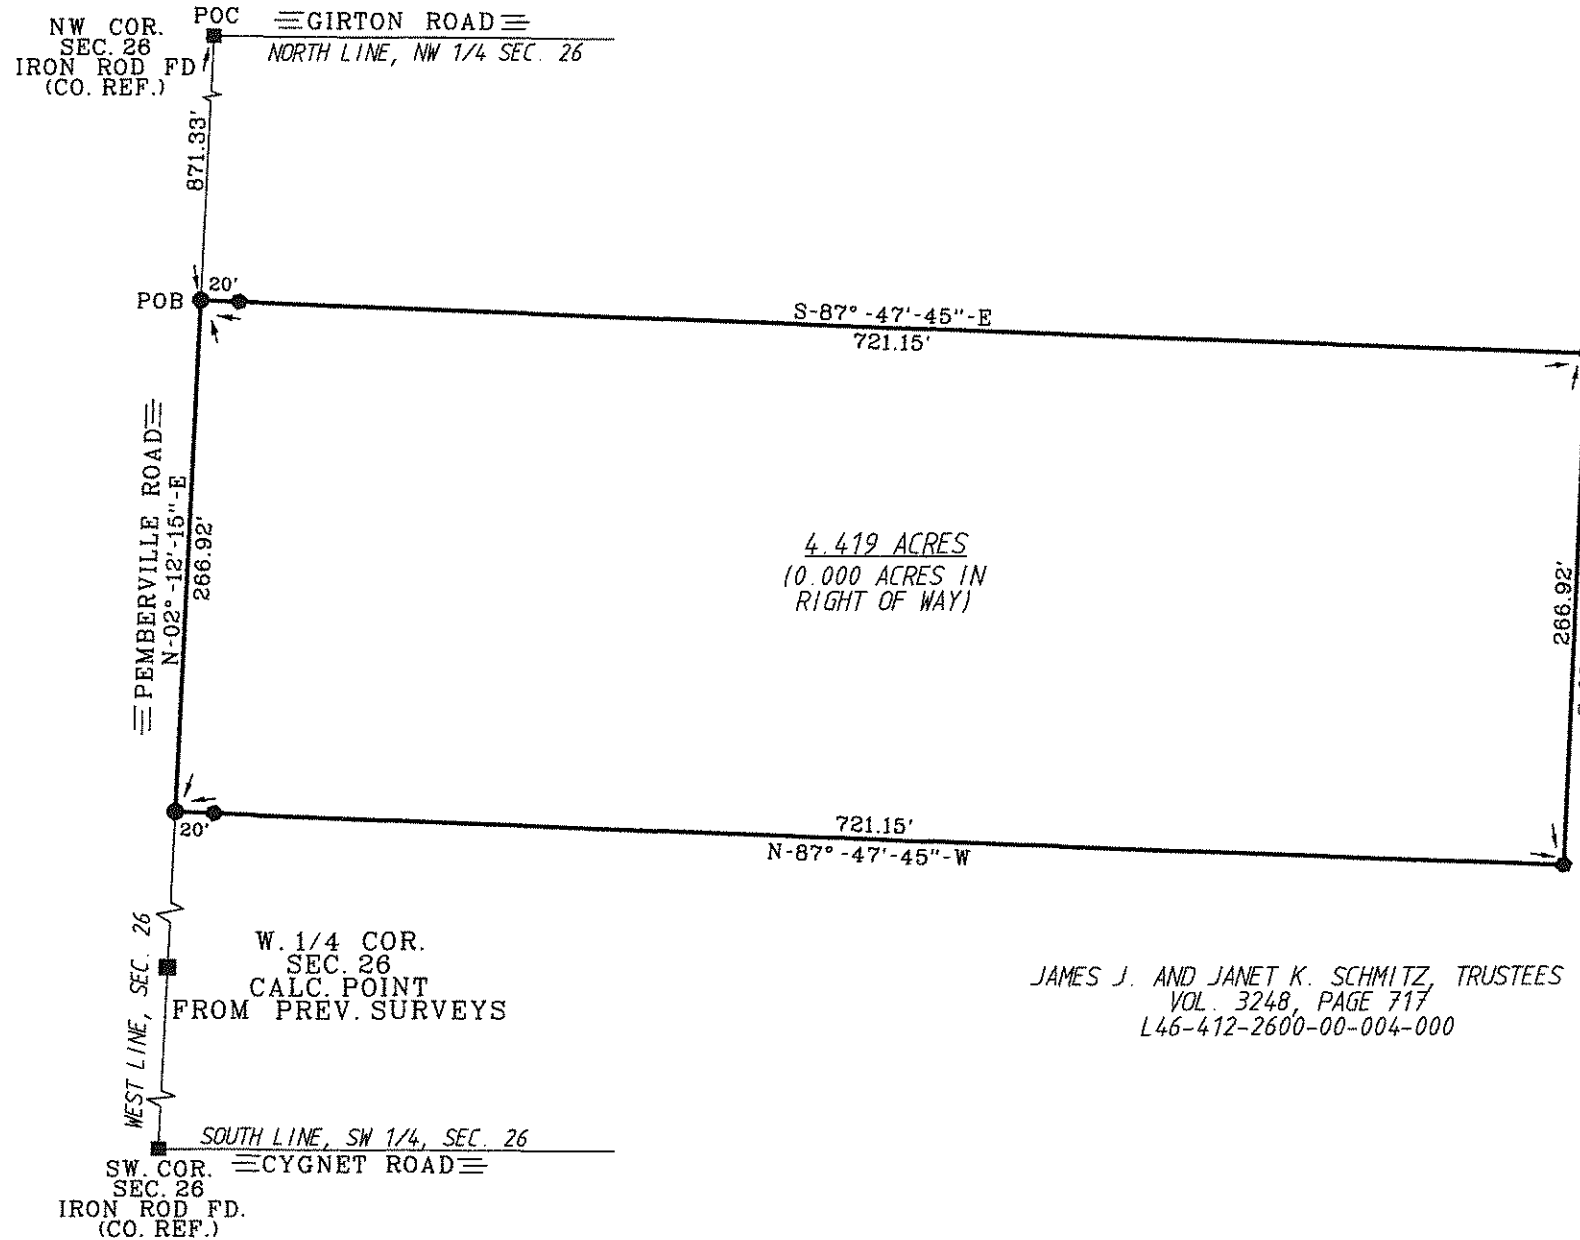 POC
≡GIRTON ROAD≡
NORTH LINE, NW 1/4 SEC. 26
NW COR.
SEC. 26
IRON ROD FD
(CO. REF.)
871.33'
POB
20'
S-87°-47'-45"-E
721.15'
≡PEMBERVILLE ROAD≡
N-02°-12'-15"-E
266.92'
4.419 ACRES
(0.000 ACRES IN
RIGHT OF WAY)
266.92'
20'
721.15'
N-87°-47'-45"-W
WEST LINE, SEC. 26
W. 1/4 COR.
SEC. 26
CALC. POINT
FROM PREV. SURVEYS
JAMES J. AND JANET K. SCHMITZ, TRUSTEES
VOL. 3248, PAGE 717
L46-412-2600-00-004-000
SOUTH LINE, SW 1/4, SEC. 26
≡CYGNET ROAD≡
SW. COR.
SEC. 26
IRON ROD FD.
(CO. REF.)